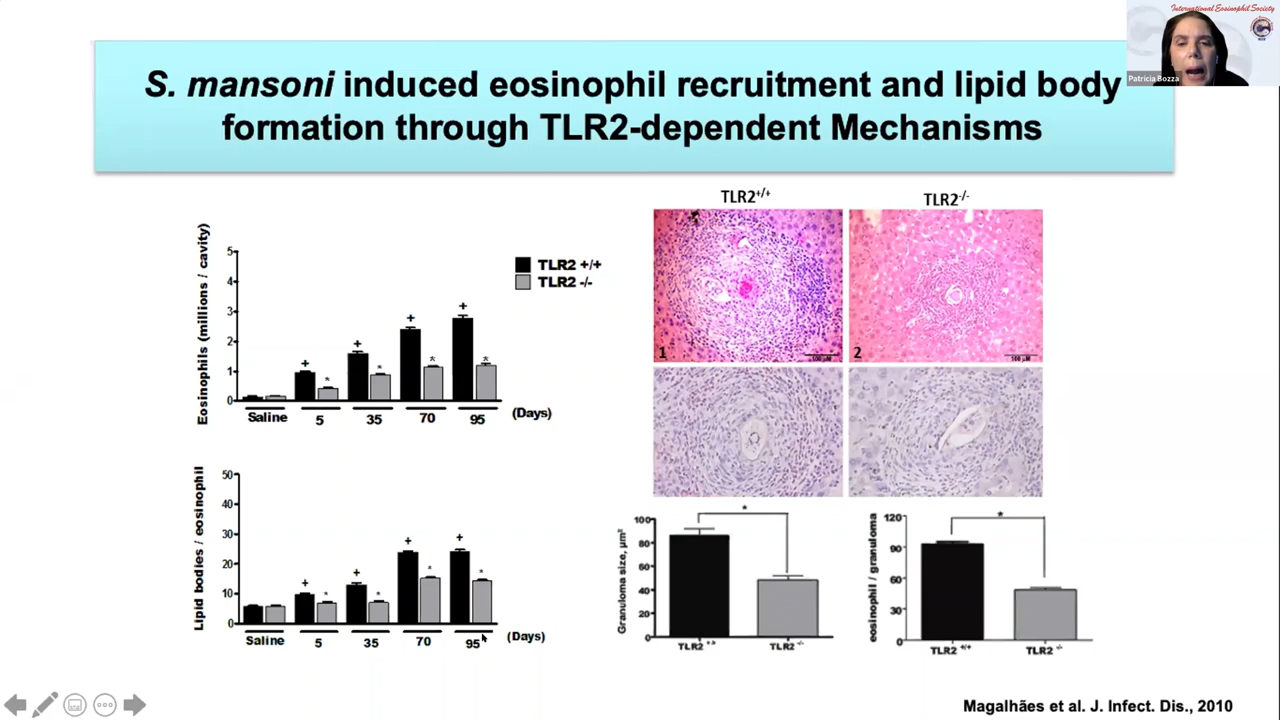 International Eosinophil Society
Patricia Bozza
S. mansoni induced eosinophil recruitment and lipid body
formation through TLR2-dependent Mechanisms
Eosinophils (millions / cavity)
5
4
3
2
1
0
+
+
+
+
*
*
*
*
Saline
5
35
70
95
(Days)
TLR2 +/+
TLR2 -/-
Lipid bodies / eosinophil
50
40
30
20
10
0
+
+
+
+
*
*
*
*
Saline
5
35
70
95
(Days)
TLR2+/+
TLR2-/-
1
100 µM
2
100 µM
Granuloma size, µm²
100
80
60
40
20
0
*
TLR2 +/+
TLR2 -/-
eosinophil / granuloma
120
90
60
30
0
*
TLR2 +/+
TLR2 -/-
Magalhães et al. J. Infect. Dis., 2010